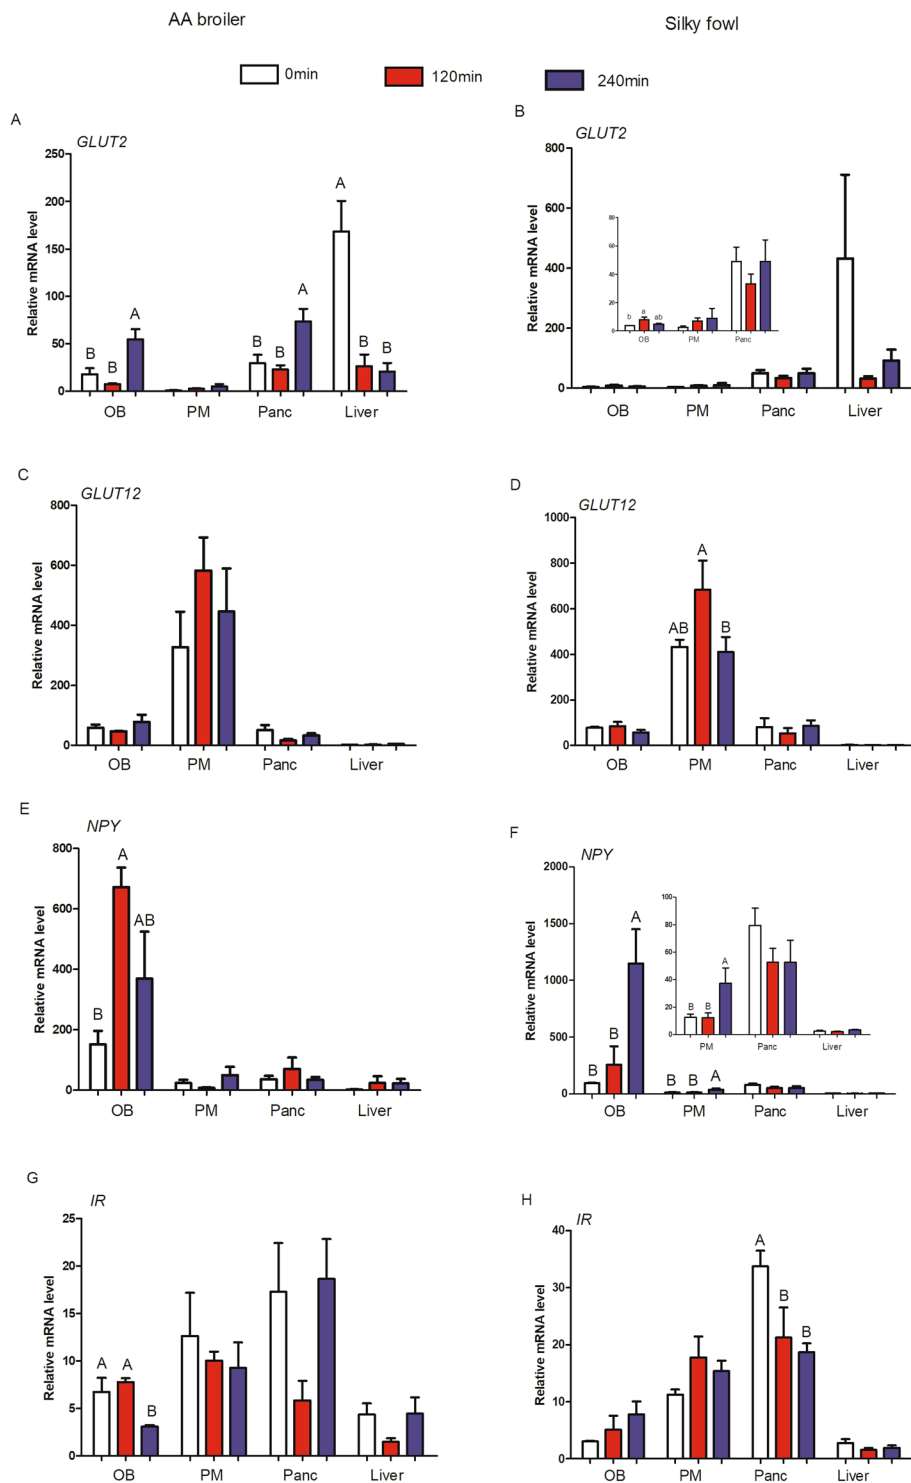 AA broiler
Silky fowl
0min
120min
240min
A
GLUT2
Relative mRNA level
250
200
150
100
50
0
B
B
A
B
B
A
A
B
B
OB
PM
Panc
Liver
B
GLUT2
Relative mRNA level
800
600
400
200
0
80
60
40
20
0
b
a
ab
OB
PM
Panc
OB
PM
Panc
Liver
C
GLUT12
Relative mRNA level
800
600
400
200
0
OB
PM
Panc
Liver
D
GLUT12
Relative mRNA level
1000
800
600
400
200
0
AB
A
B
OB
PM
Panc
Liver
E
NPY
Relative mRNA level
800
600
400
200
0
B
A
AB
OB
PM
Panc
Liver
F
NPY
Relative mRNA level
2000
1500
1000
500
0
B
B
A
B
B
A
100
80
60
40
20
0
B
B
A
PM
Panc
Liver
OB
PM
Panc
Liver
G
IR
Relative mRNA level
25
20
15
10
5
0
A
A
B
OB
PM
Panc
Liver
H
IR
Relative mRNA level
40
30
20
10
0
A
B
B
OB
PM
Panc
Liver